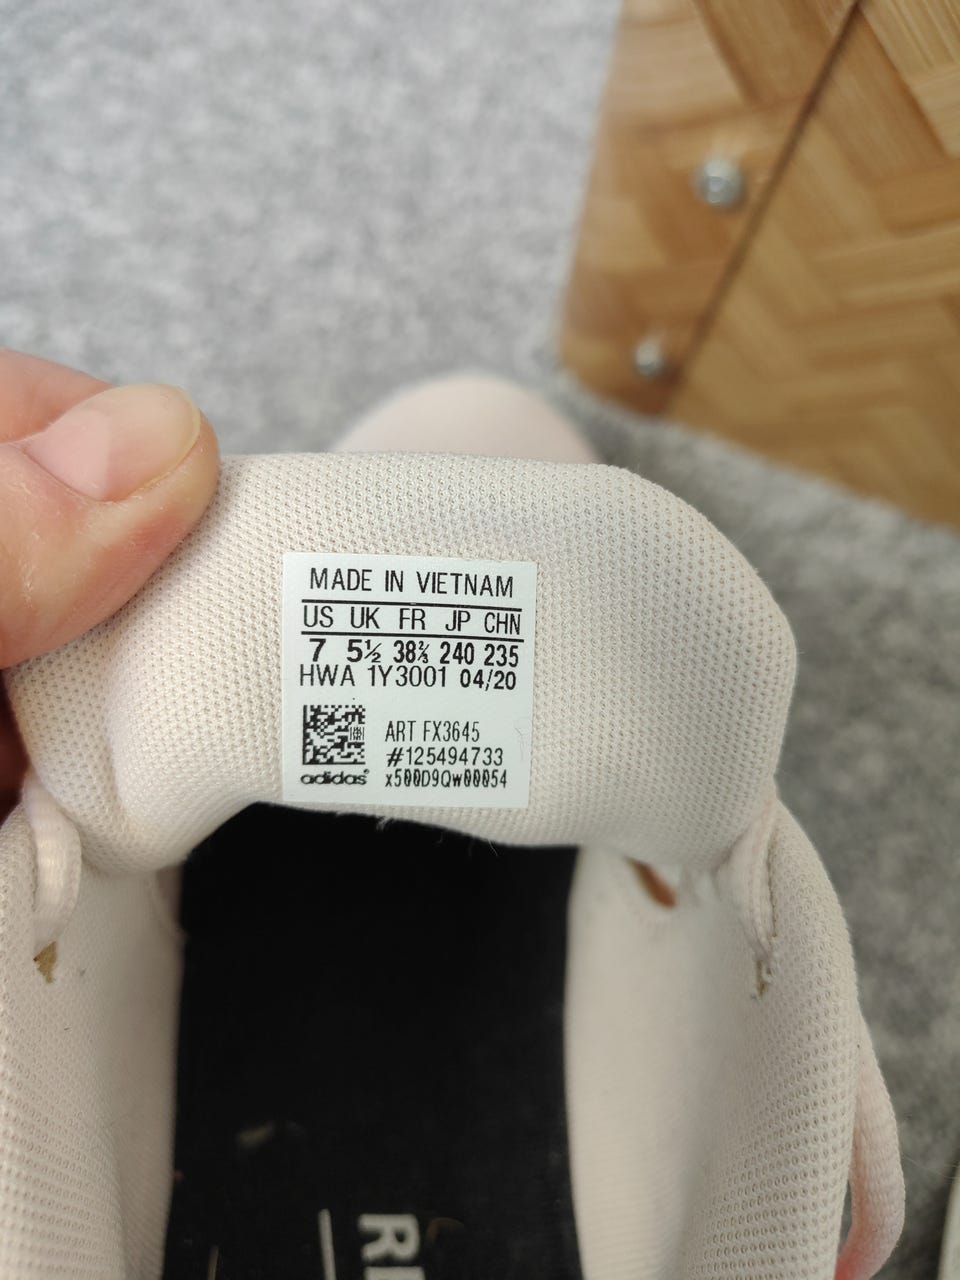 MADE IN VIETNAM
US UK FR JP CHN
7 5½ 38⅔ 240 235
HWA 1Y3001 04/20
ART FX3645
#125494733
adidas x500D9Qw00054